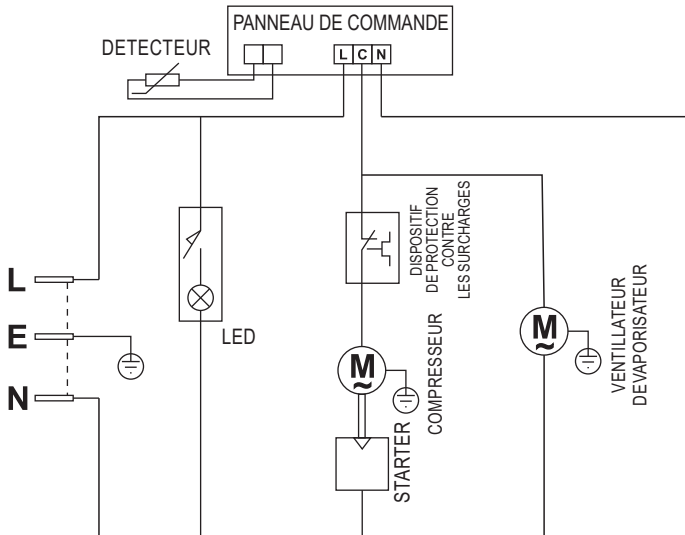 PANNEAU DE COMMANDE
DETECTEUR
L C N
DISPOSITIF
DE PROTECTION
CONTRE
LES SURCHARGES
L
E
N
LED
M
~
COMPRESSEUR
STARTER
M
~
VENTILLATEUR
DEVAPORISATEUR